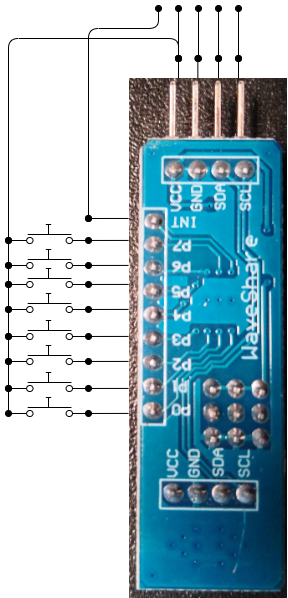 VCC GND SDA SCL
INT
P7
P6
P5
P4
P3
P2
P1
P0
WaveShare
VCC GND SDA SCL